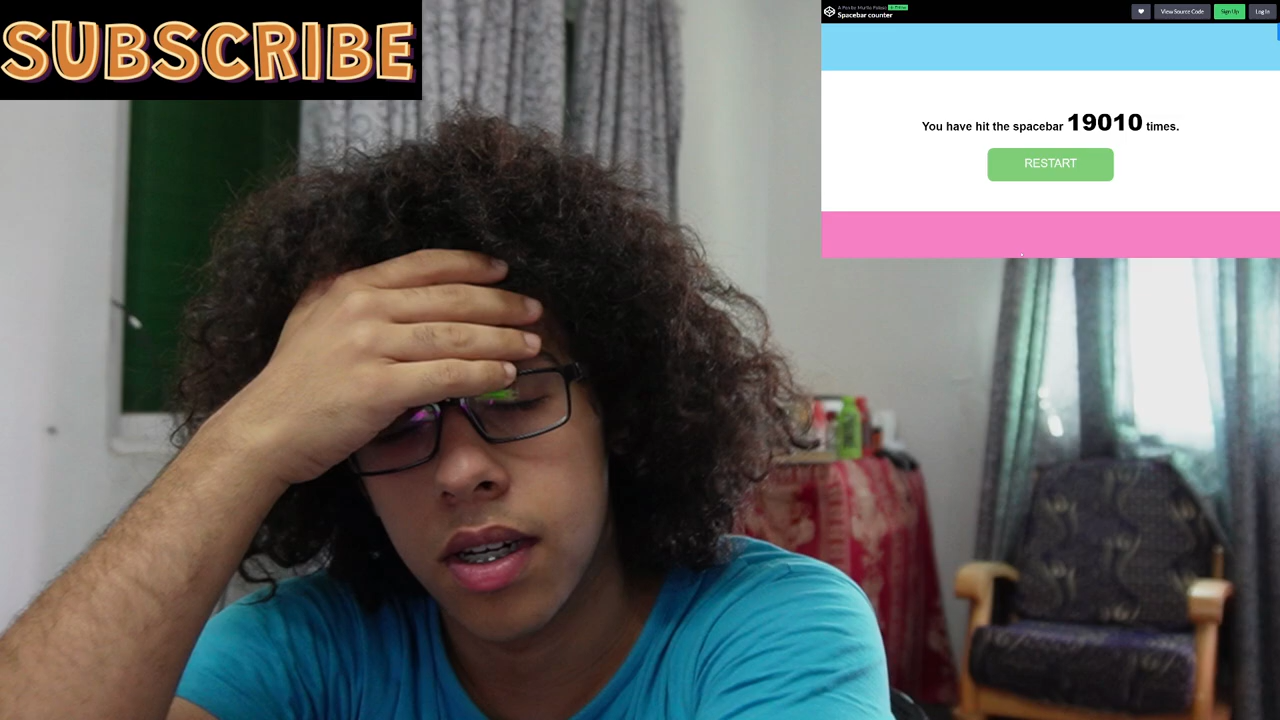 SUBSCRIBE
Spacebar counter
View Source Code
Sign Up
Log In
You have hit the spacebar 19010 times.
RESTART